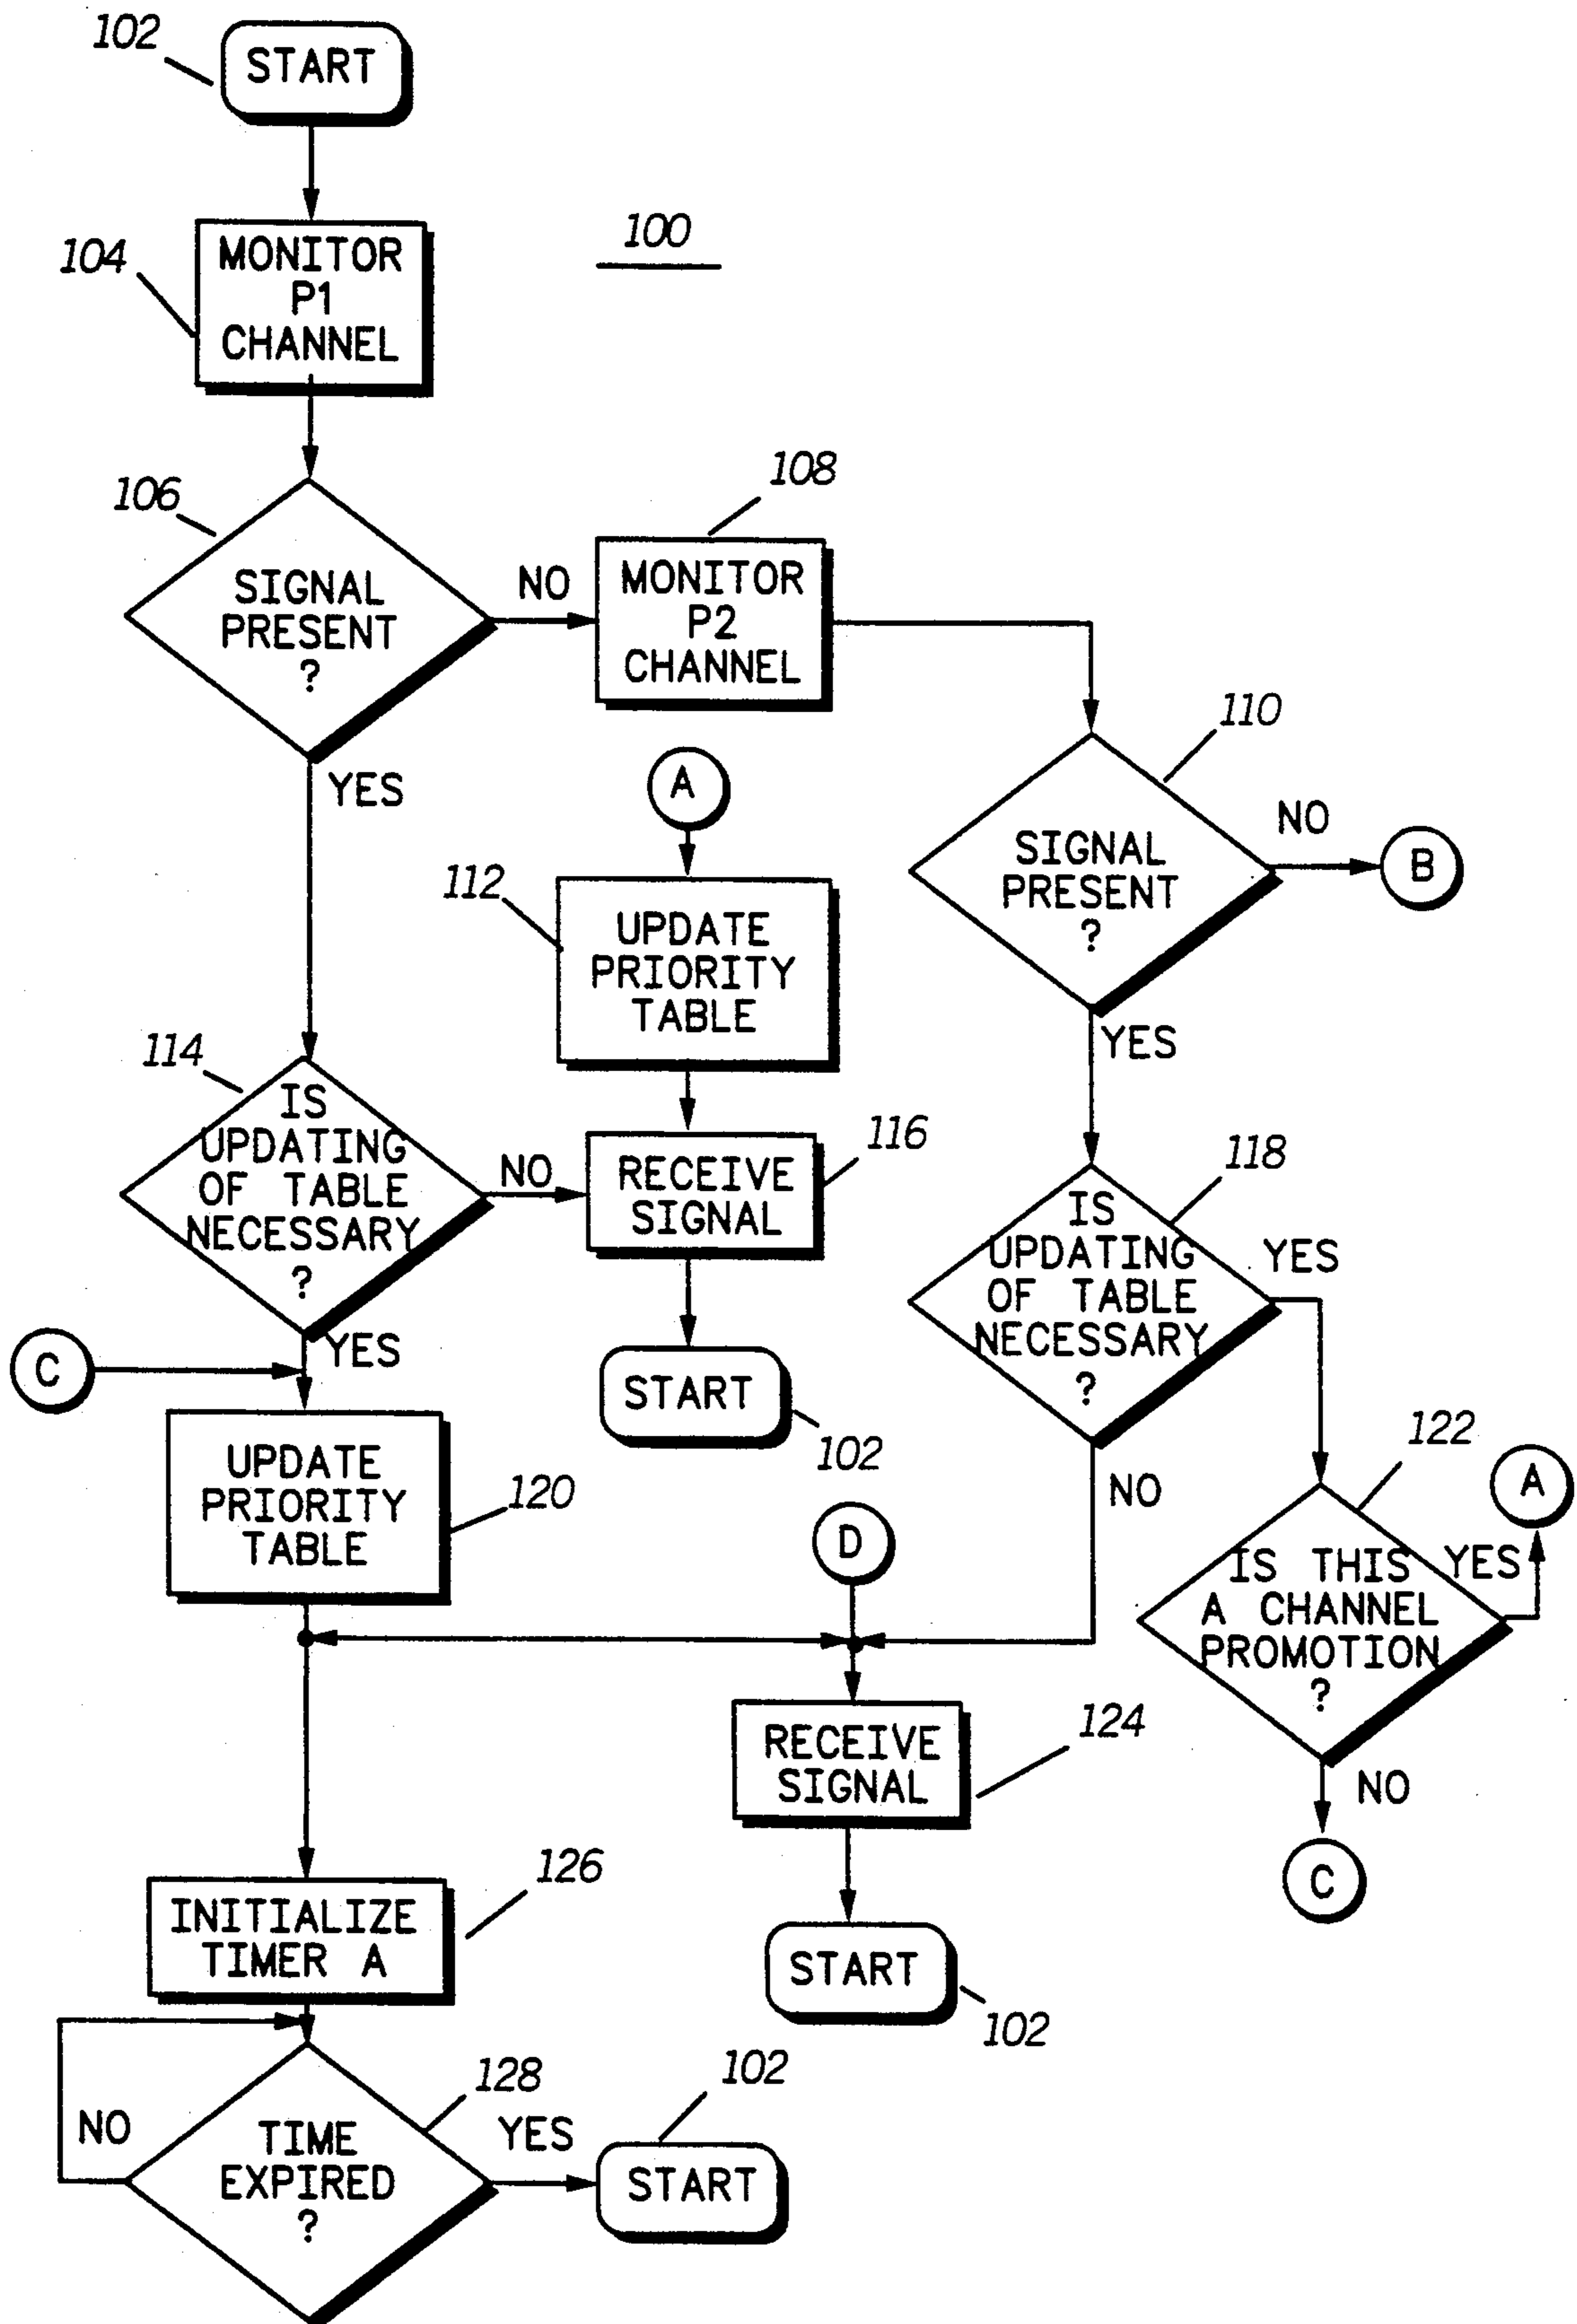 102
START
104
MONITOR
P1
CHANNEL
100
106
SIGNAL
PRESENT
?
NO
108
MONITOR
P2
CHANNEL
YES
110
SIGNAL
PRESENT
?
NO
B
YES
A
112
UPDATE
PRIORITY
TABLE
114
IS
UPDATING
OF TABLE
NECESSARY
?
NO
116
RECEIVE
SIGNAL
START
102
118
IS
UPDATING
OF TABLE
NECESSARY
?
YES
NO
C
YES
UPDATE
PRIORITY
TABLE
120
122
IS THIS
A CHANNEL
PROMOTION
?
YES
A
NO
C
D
RECEIVE
SIGNAL
124
START
102
INITIALIZE
TIMER A
126
128
TIME
EXPIRED
?
NO
YES
102
START